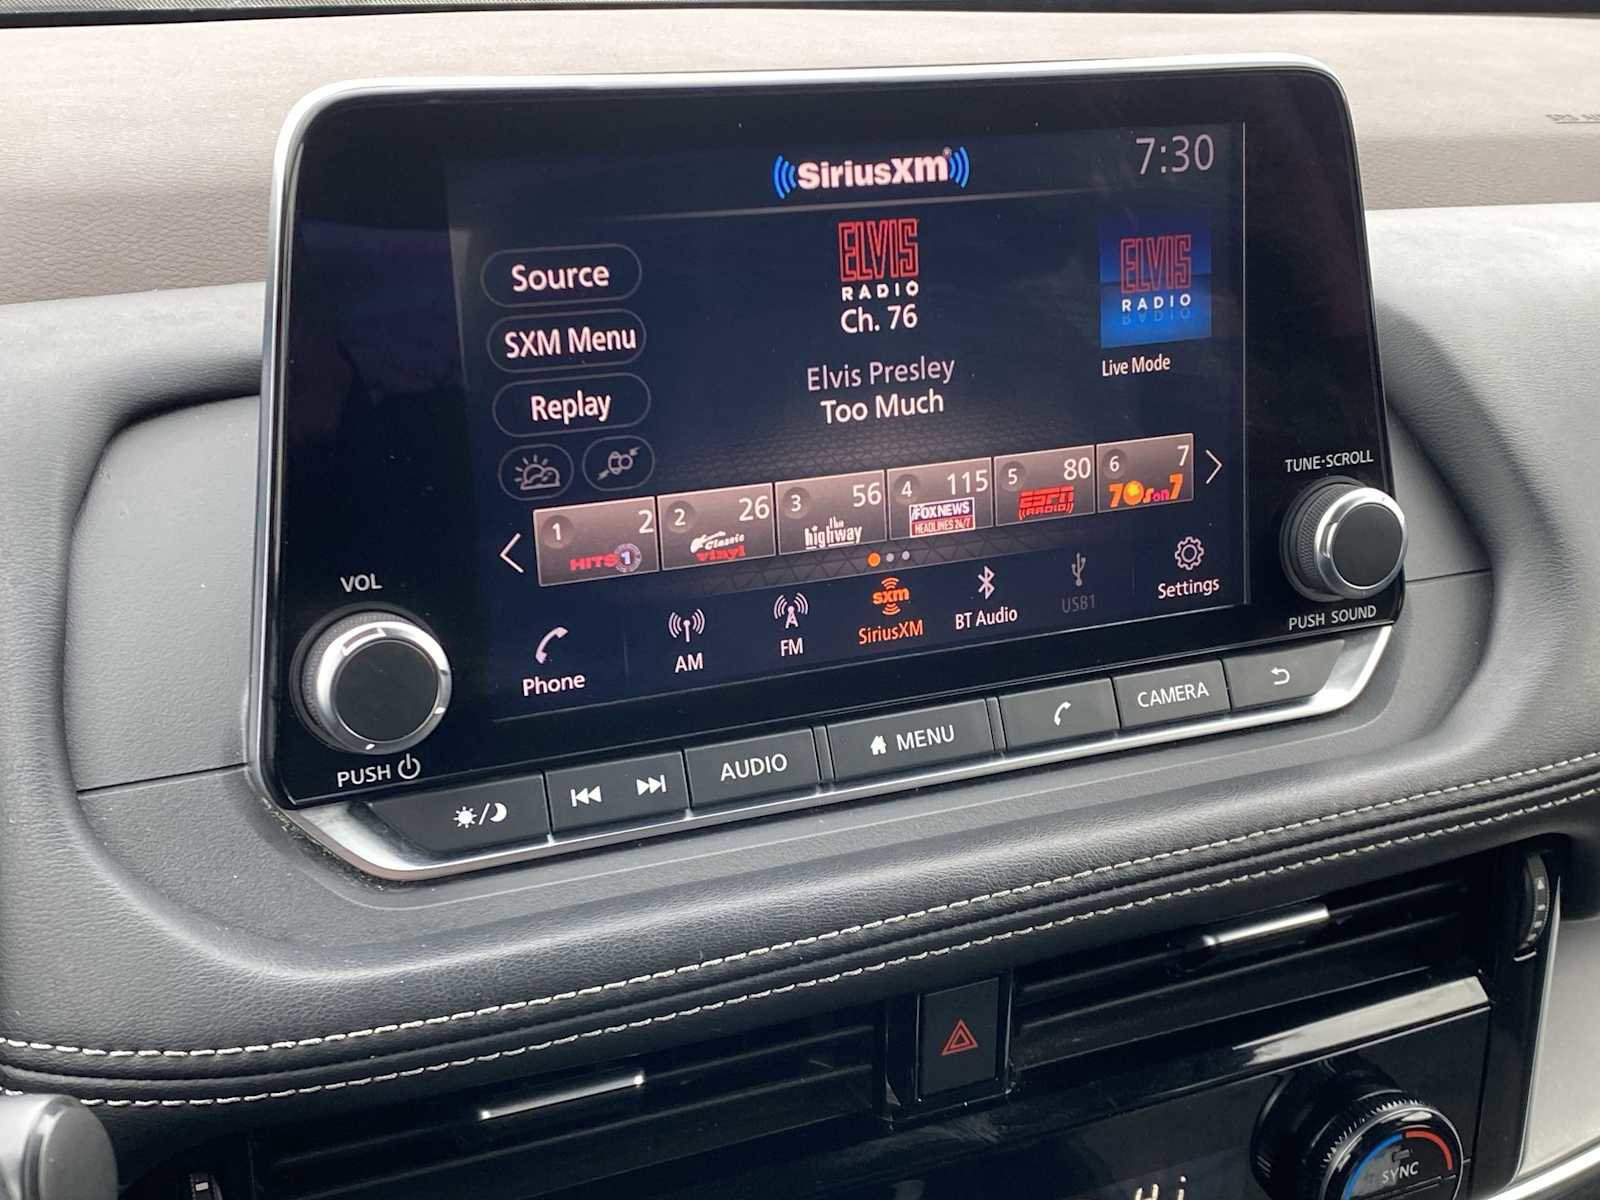 SiriusXM
7:30
ELVIS
RADIO
Ch. 76
Elvis Presley
Too Much
Source
SXM Menu
Replay
ELVIS
RADIO
Live Mode
1 2
HITS 1
2 26
Classic
vinyl
3 56
the
highway
4 115
FOX NEWS
HEADLINES 24/7
5 80
ESPN
RADIO
6 7
70s on 7
Phone
AM
FM
sxm
SiriusXM
BT Audio
USB1
Settings
VOL
PUSH
TUNE·SCROLL
PUSH SOUND
AUDIO
MENU
CAMERA
SYNC
Hi